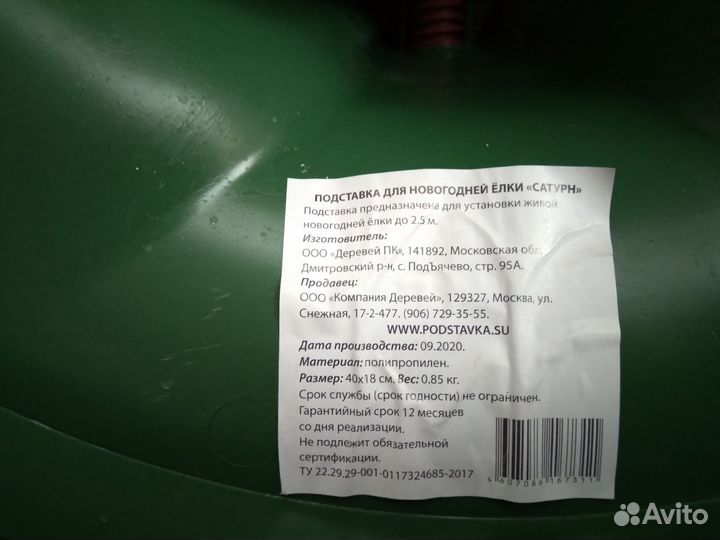 ПОДСТАВКА ДЛЯ НОВОГОДНЕЙ ЁЛКИ «САТУРН»
Подставка предназначена для установки живой
новогодней ёлки до 2.5 м.
Изготовитель:
ООО «Деревей ПК», 141892, Московская обл.
Дмитровский р-н, с. ПодЪячево, стр. 95А.
Продавец:
ООО «Компания Деревей», 129327, Москва, ул.
Снежная, 17-2-477. (906) 729-35-55.
WWW.PODSTAVKA.SU
Дата производства: 09.2020.
Материал: полипропилен.
Размер: 40х18 см. Вес: 0.85 кг.
Срок службы (срок годности) не ограничен.
Гарантийный срок 12 месяцев
со дня реализации.
Не подлежит обязательной
сертификации.
ТУ 22.29.29-001-0117324685-2017
4607086167311
Avito